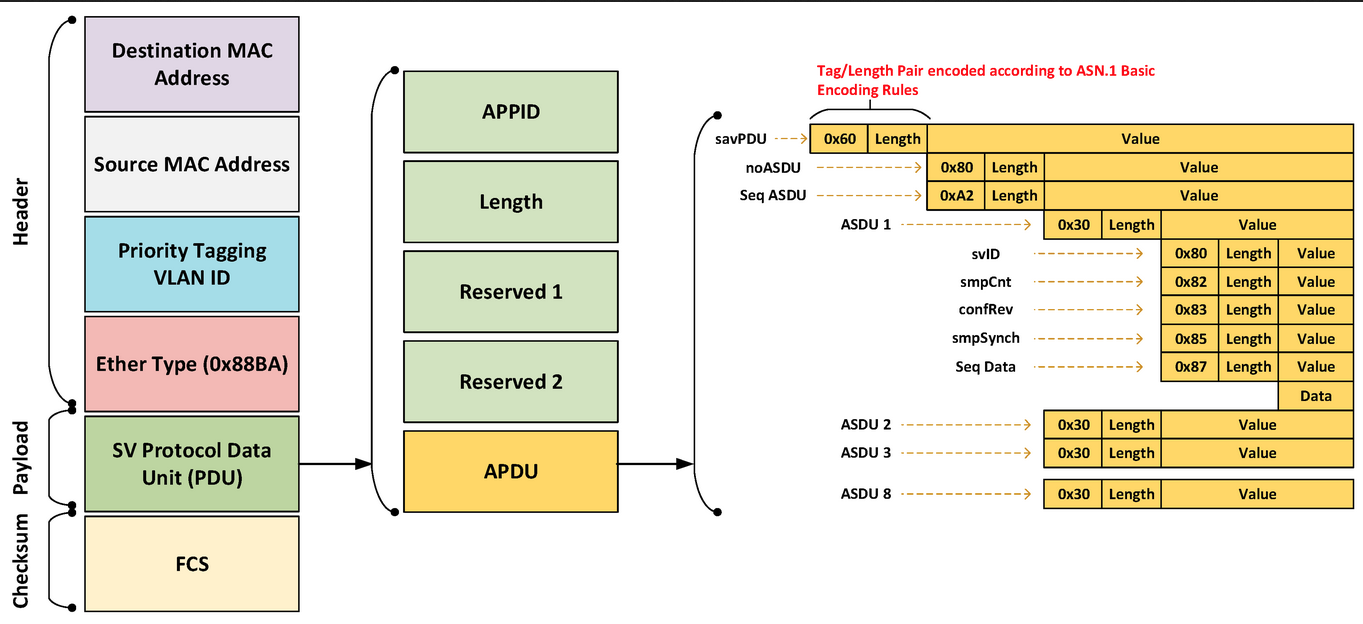 Header
Payload
Checksum
Destination MAC
Address
Source MAC Address
Priority Tagging
VLAN ID
Ether Type (0x88BA)
SV Protocol Data
Unit (PDU)
FCS
APPID
Length
Reserved 1
Reserved 2
APDU
Tag/Length Pair encoded according to ASN.1 Basic
Encoding Rules
savPDU 0x60 Length Value
noASDU 0x80 Length Value
Seq ASDU 0xA2 Length Value
ASDU 1 0x30 Length Value
svID 0x80 Length Value
smpCnt 0x82 Length Value
confRev 0x83 Length Value
smpSynch 0x85 Length Value
Seq Data 0x87 Length Value
Data
ASDU 2 0x30 Length Value
ASDU 3 0x30 Length Value
ASDU 8 0x30 Length Value